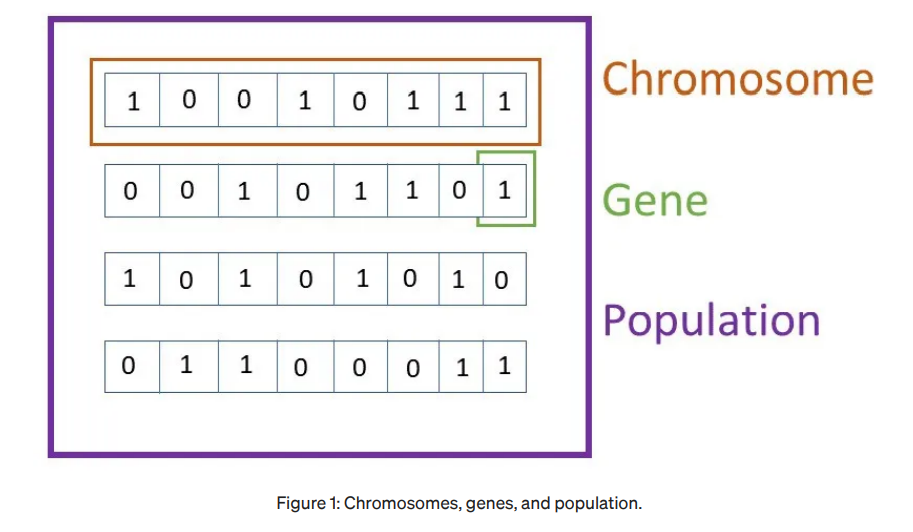 1 0 0 1 0 1 1 1
Chromosome
0 0 1 0 1 1 0 1
Gene
1 0 1 0 1 0 1 0
Population
0 1 1 0 0 0 1 1
Figure 1: Chromosomes, genes, and population.